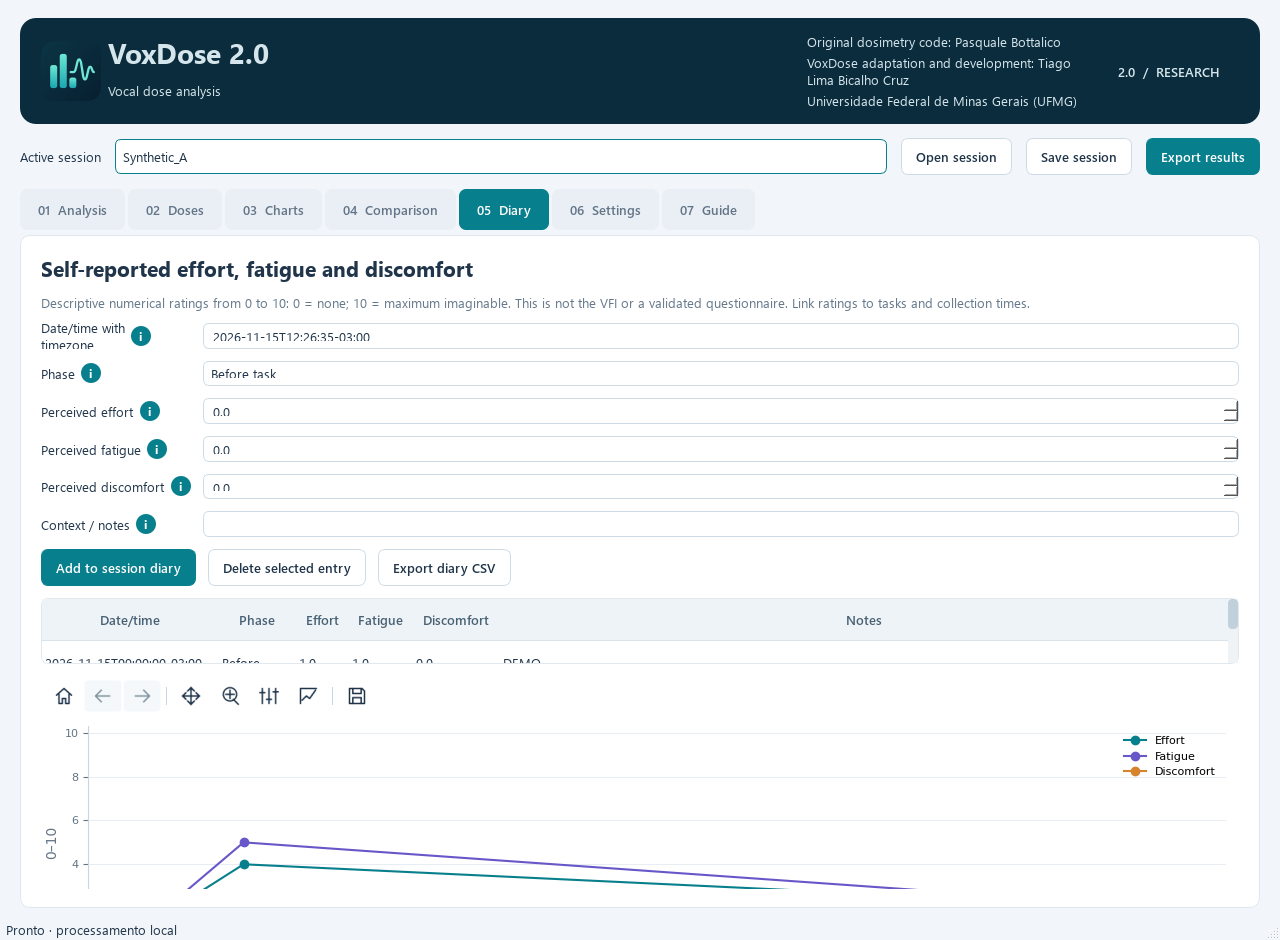 VoxDose 2.0
Vocal dose analysis
Original dosimetry code: Pasquale Bottalico
VoxDose adaptation and development: Tiago
Lima Bicalho Cruz
Universidade Federal de Minas Gerais (UFMG)
2.0 / RESEARCH
Active session
Synthetic_A
Open session
Save session
Export results
01 Analysis
02 Doses
03 Charts
04 Comparison
05 Diary
06 Settings
07 Guide
Self-reported effort, fatigue and discomfort
Descriptive numerical ratings from 0 to 10: 0 = none; 10 = maximum imaginable. This is not the VFI or a validated questionnaire. Link ratings to tasks and collection times.
Date/time with
timezone
i
2026-11-15T12:26:35-03:00
Phase
i
Before task
Perceived effort
i
0.0
Perceived fatigue
i
0.0
Perceived discomfort
i
0.0
Context / notes
i
Add to session diary
Delete selected entry
Export diary CSV
Date/time
Phase
Effort
Fatigue
Discomfort
Notes
2026-11-15T09:00:00-03:00
Before
1.0
1.0
0.0
DEMO
10
8
6
4
0–10
Effort
Fatigue
Discomfort
Pronto · processamento local